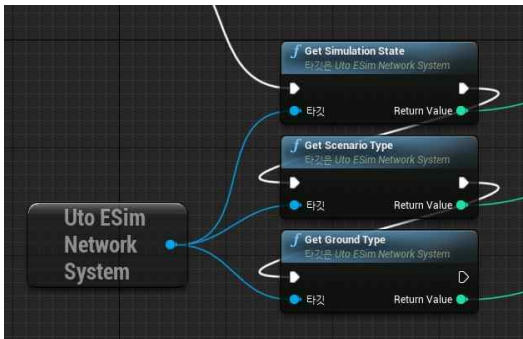 Get Simulation State
타깃은 Uto ESim Network System
타깃
Return Value
Get Scenario Type
타깃은 Uto ESim Network System
타깃
Return Value
Uto ESim
Network
System
Get Ground Type
타깃은 Uto ESim Network System
타깃
Return Value